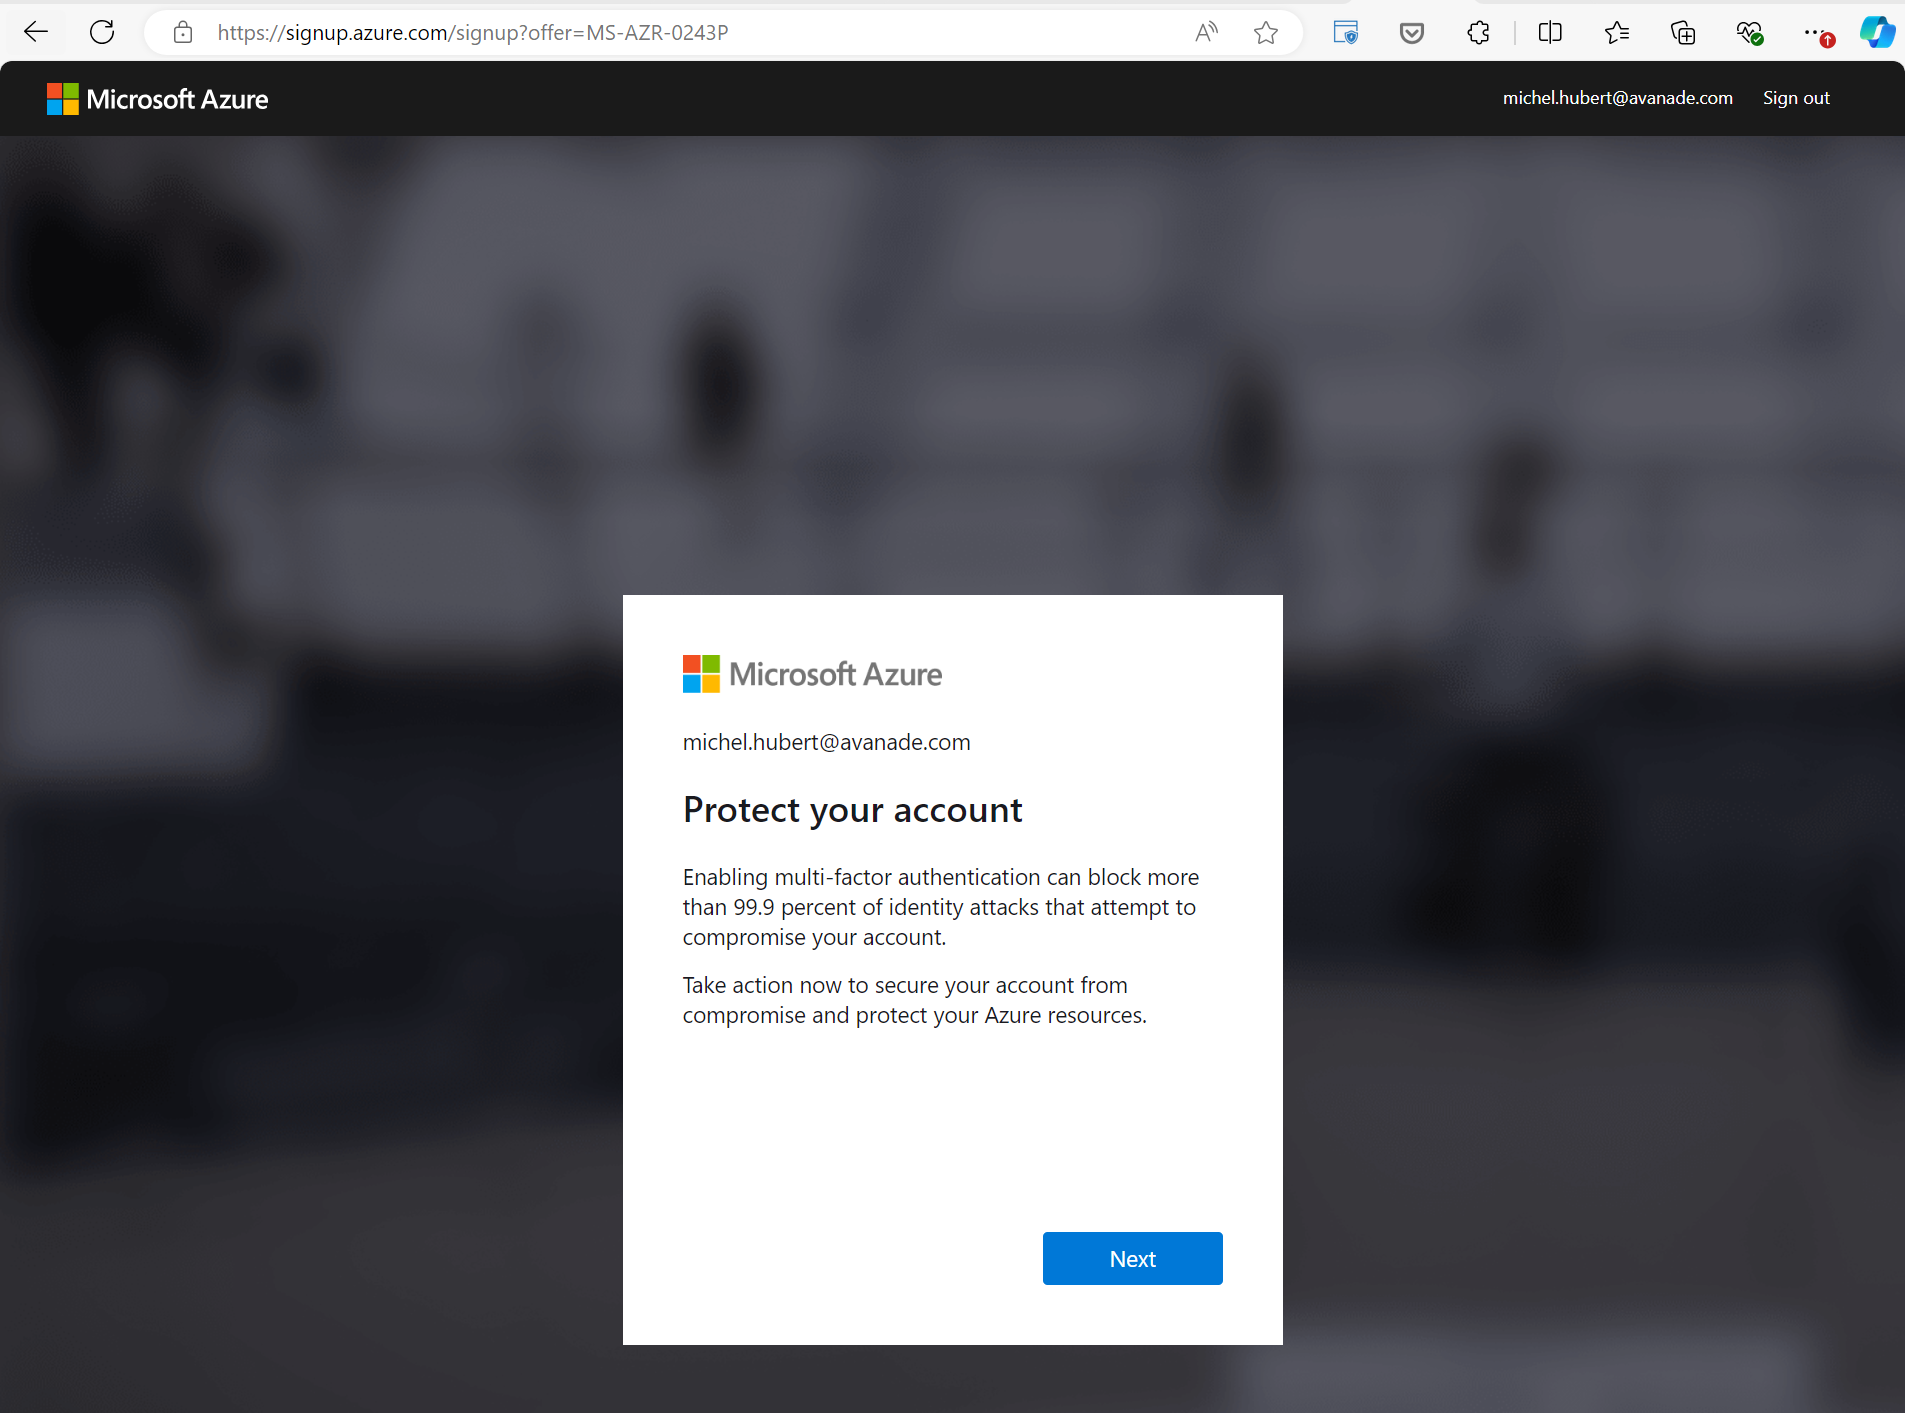 https://signup.azure.com/signup?offer=MS-AZR-0243P
Microsoft Azure
michel.hubert@avanade.com Sign out
Microsoft Azure
michel.hubert@avanade.com
Protect your account
Enabling multi-factor authentication can block more
than 99.9 percent of identity attacks that attempt to
compromise your account.
Take action now to secure your account from
compromise and protect your Azure resources.
Next